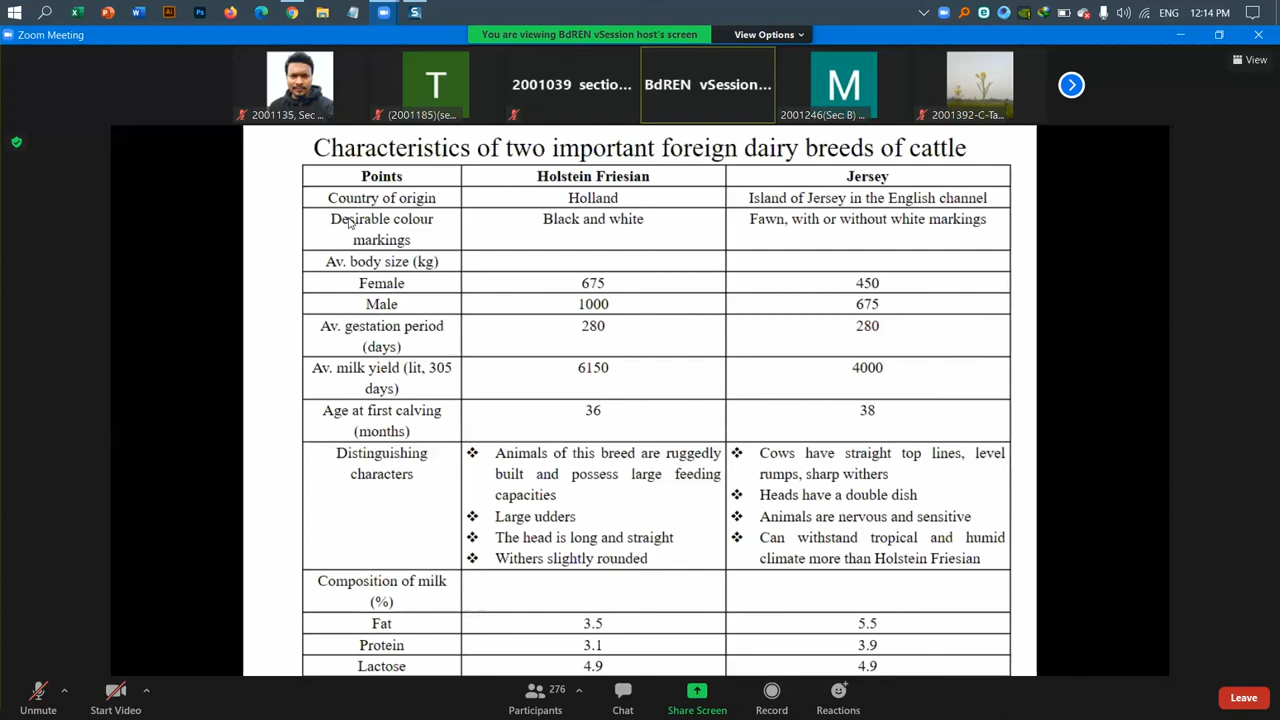 ENG 12:14 PM
Zoom Meeting
You are viewing BdREN vSession host's screen View Options
View
T
2001039 sectio...
BdREN vSession...
M
2001135, Sec ...
(2001185)(se...
2001246(Sec B)
2001392-C-Ta...
Characteristics of two important foreign dairy breeds of cattle
Points Holstein Friesian Jersey
Country of origin Holland Island of Jersey in the English channel
Desirable colour Black and white Fawn, with or without white markings
markings
Av. body size (kg)
Female 675 450
Male 1000 675
Av. gestation period 280 280
(days)
Av. milk yield (lit, 305 6150 4000
days)
Age at first calving 36 38
(months)
Distinguishing ❖ Animals of this breed are ruggedly ❖ Cows have straight top lines, level
characters built and possess large feeding rumps, sharp withers
capacities ❖ Heads have a double dish
❖ Large udders ❖ Animals are nervous and sensitive
❖ The head is long and straight ❖ Can withstand tropical and humid
❖ Withers slightly rounded climate more than Holstein Friesian
Composition of milk
(%)
Fat 3.5 5.5
Protein 3.1 3.9
Lactose 4.9 4.9
276
Unmute Start Video Participants Chat Share Screen Record Reactions Leave